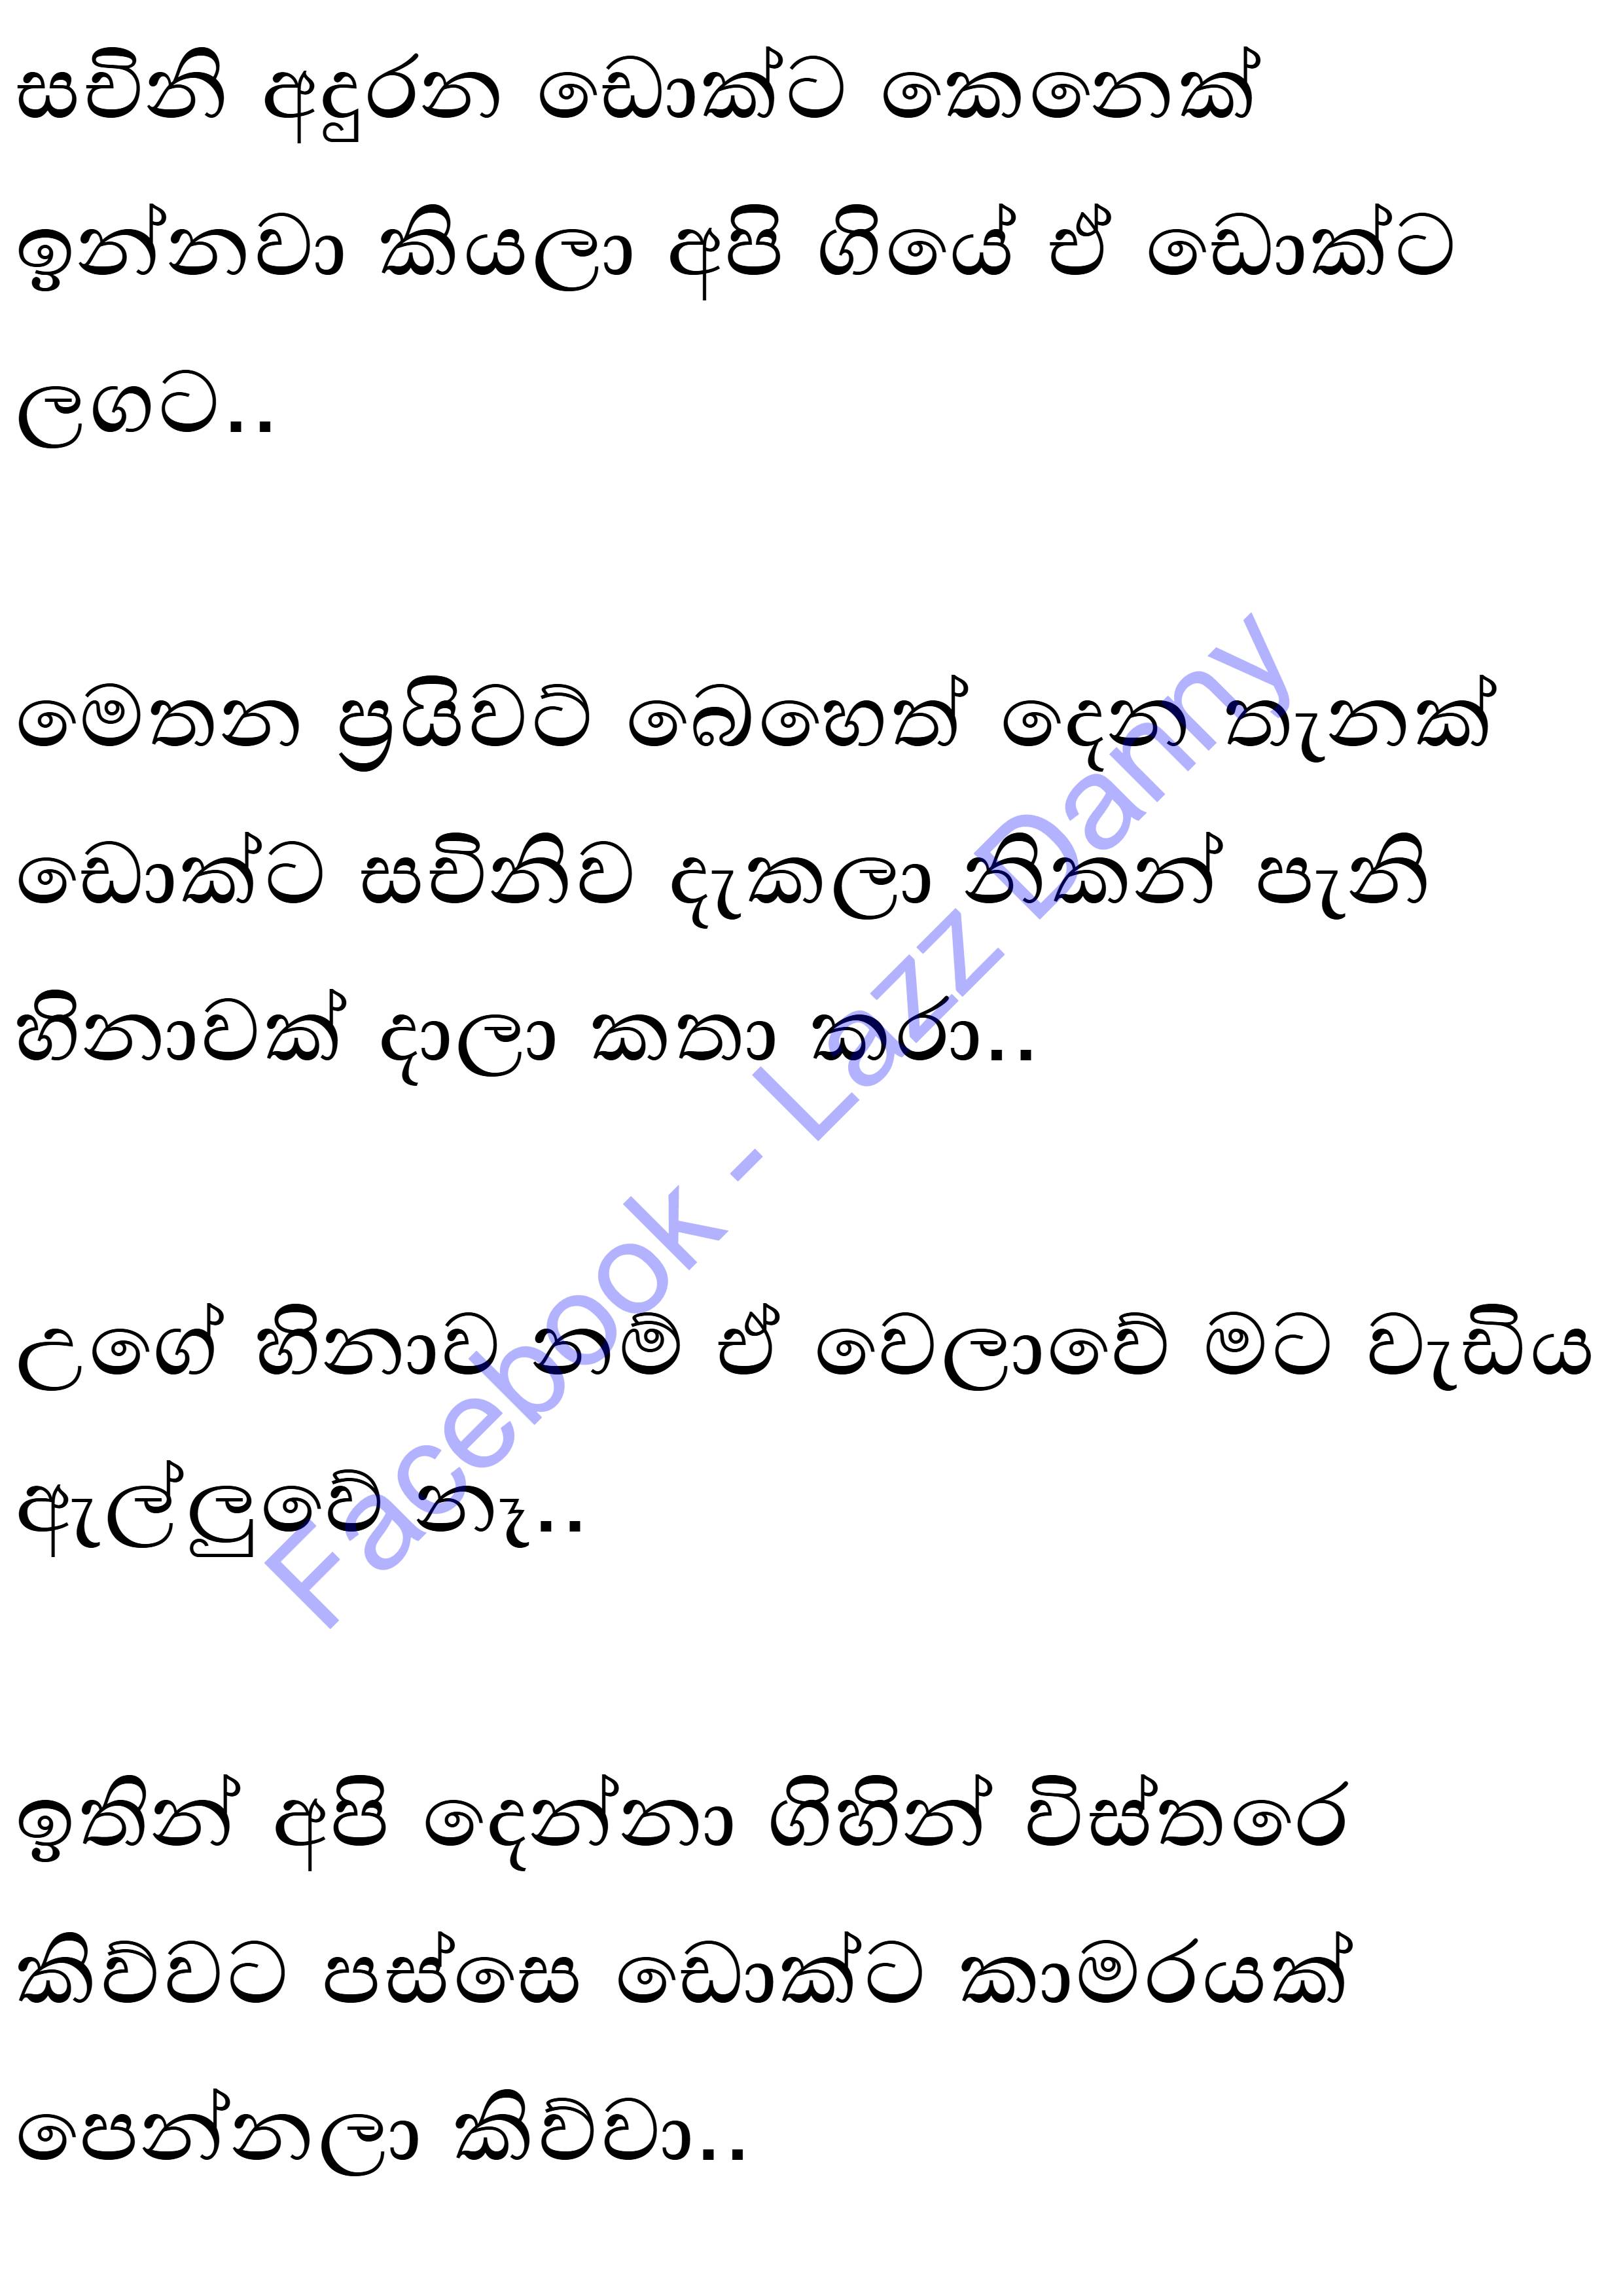 සචිනි අදුරන ඩොක්ට කෙනෙක්
ඉන්නවා කියලා අපි ගියේ ඒ ඩොක්ට
ලගට..
මෙතන ප්‍රයිවට් බෙහෙත් දෙන තැනක්
ඩොක්ට සචිනිව දැකලා නිකන් පැනි
හිනාවක් දාලා කතා කරා..
උගේ හිනාව නම් ඒ වෙලාවේ මට වැඩිය
ඇල්ලුවේ නෑ..
ඉතින් අපි දෙන්නා ගිහින් විස්තරෙ
කිව්වට පස්සෙ ඩොක්ට කාමරයක්
පෙන්නලා කිව්වා..
Facebook - Lazz Damy